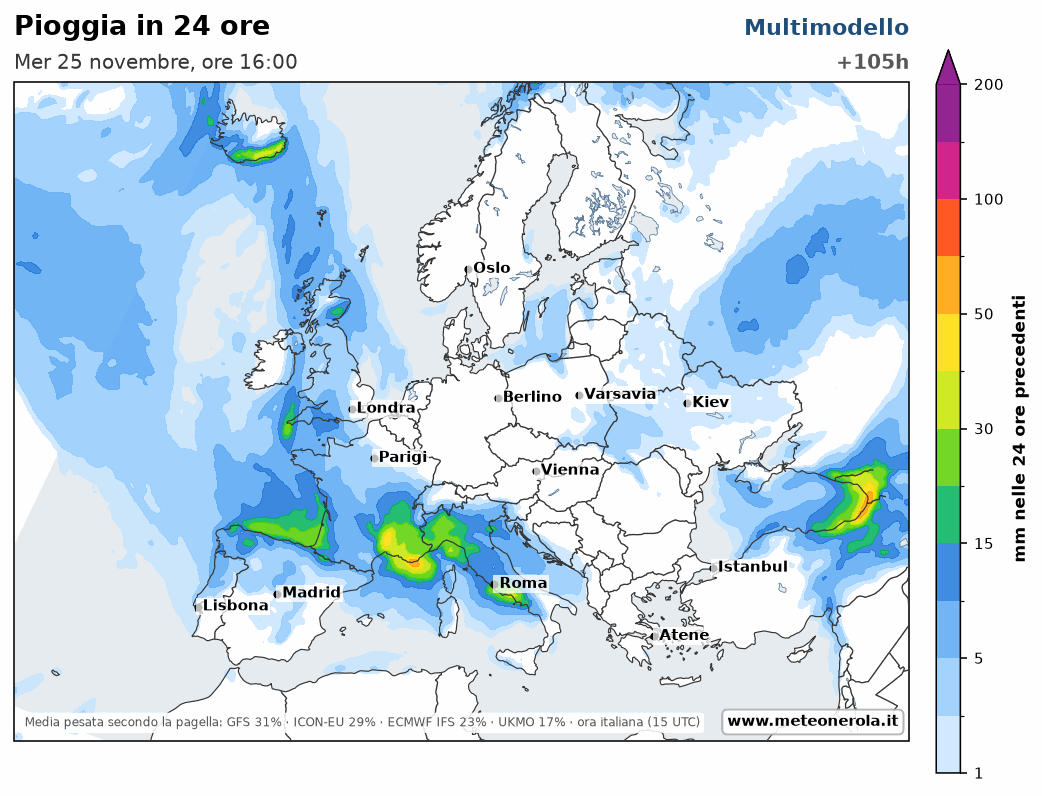 Pioggia in 24 ore
Multimodello
Mer 25 novembre, ore 16:00
+105h
200
100
50
30
15
5
1
mm nelle 24 ore precedenti
Oslo
Londra
Berlino
Varsavia
Kiev
Parigi
Vienna
Istanbul
Roma
Madrid
Lisbona
Atene
Media pesata secondo la pagella: GFS 31% · ICON-EU 29% · ECMWF IFS 23% · UKMO 17% · ora italiana (15 UTC)
www.meteonerola.it